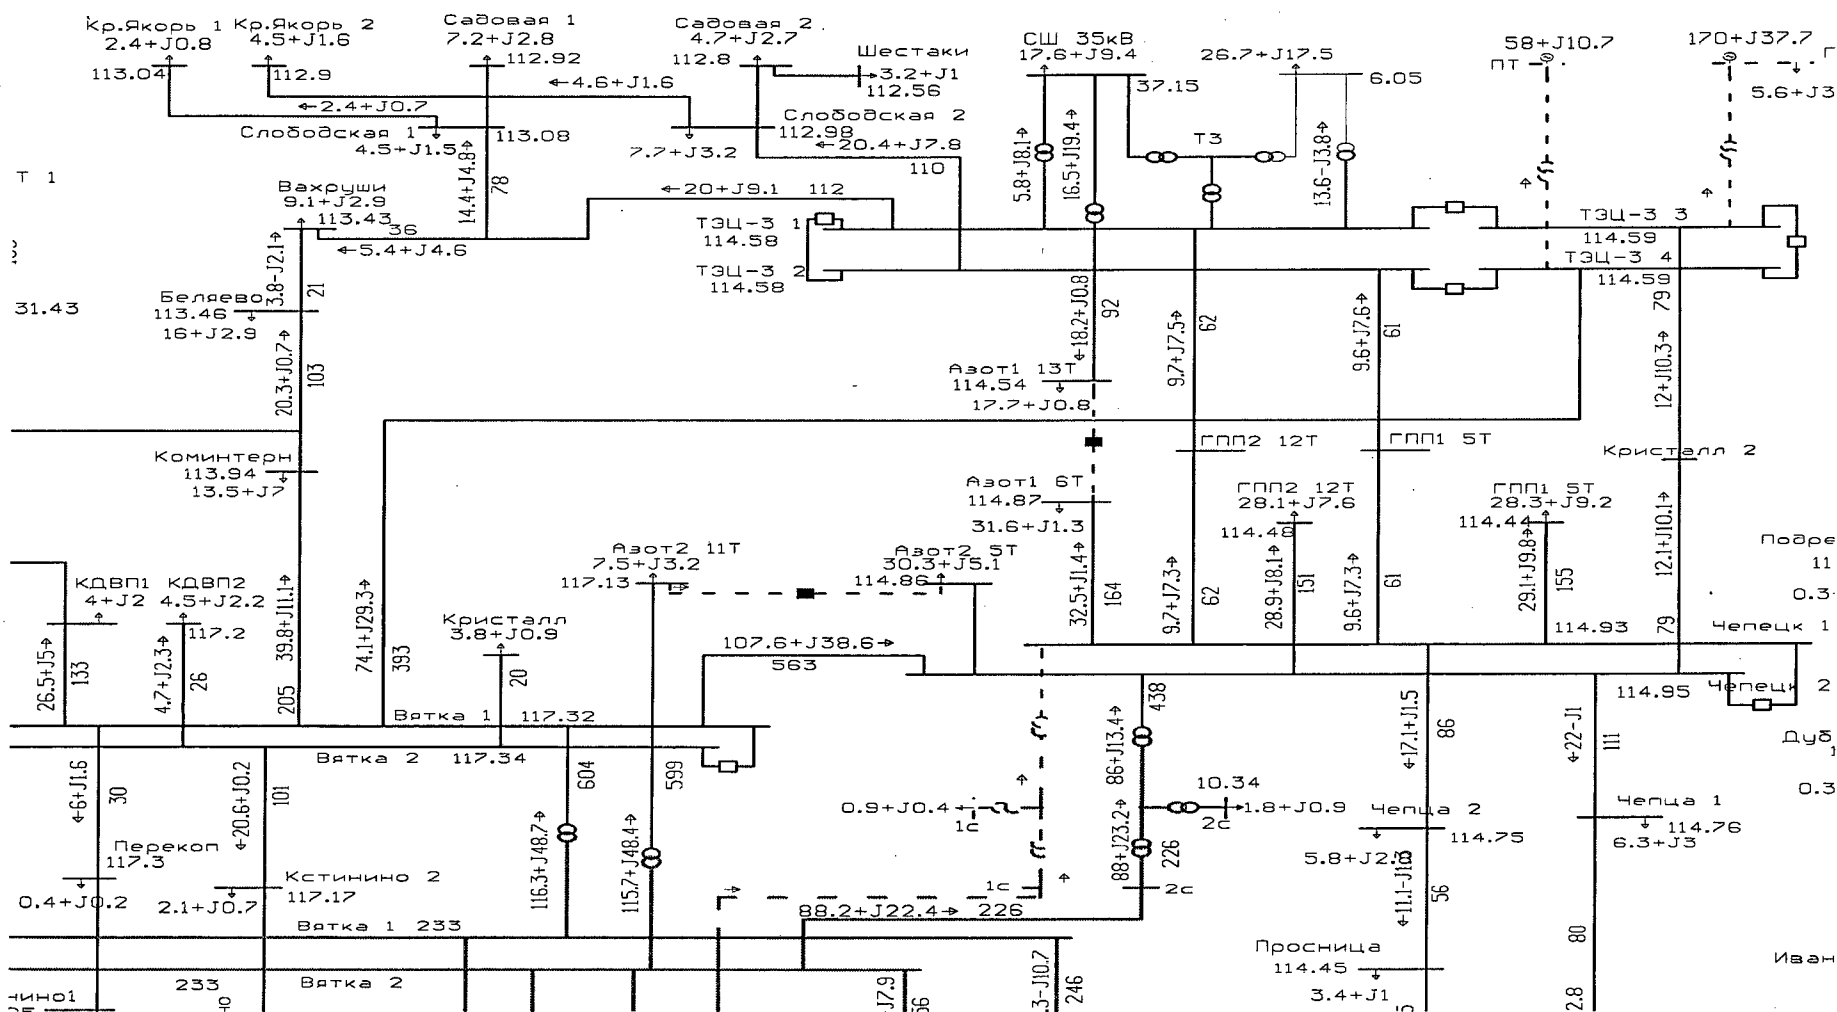 Кр.Якорь 1
2.4+J0.8
113.04
Кр.Якорь 2
4.5+J1.6
112.9
Садовая 1
7.2+J2.8
112.92
Садовая 2
4.7+J2.7
112.8
Шестаки
3.2+J1
112.56
←4.6+J1.6
←2.4+J0.7
Слободская 1
4.5+J1.5
113.08
Слободская 2
112.98
7.7+J3.2
←20.4+J7.8
110
СШ 35кВ
17.6+J9.4
37.15
26.7+J17.5
6.05
58+J10.7
ПТ
170+J37.7
Г
5.6+J3
Т3
5.8+J8.1→
16.5+J19.4→
13.6-J3.8→
Т 1
31.43
Вахруши
9.1+J2.9
113.43
36
←5.4+J4.6
14.4+J4.8→
78
←20+J9.1
112
ТЭЦ-3 1
114.58
ТЭЦ-3 2
114.58
ТЭЦ-3 3
114.59
ТЭЦ-3 4
114.59
3.8-J2.1→
21
Беляево
113.46
16+J2.9
20.3+J0.7→
103
←18.2+J0.8
92
9.7+J7.5→
62
9.6+J7.6→
61
79
12+J10.3→
Азот1 13Т
114.54
17.7+J0.8
Коминтерн
113.94
13.5+J7
ГПП2 12Т
ГПП1 5Т
Кристалл 2
Азот1 6Т
114.87
31.6+J1.3
ГПП2 12Т
28.1+J7.6
114.48
ГПП1 5Т
28.3+J9.2
114.44
12.1+J10.1→
79
Подре
11
0.3
Азот2 11Т
7.5+J3.2
117.13
Азот2 5Т
30.3+J5.1
114.86
32.5+J1.4→
164
9.7+J7.3→
62
28.9+J8.1→
151
9.6+J7.3→
61
29.1+J9.8→
155
КДВП1
4+J2
КДВП2
4.5+J2.2
117.2
26.5+J5→
133
4.7+J2.3→
26
39.8+J11.1→
205
74.1+J29.3→
393
Кристалл
3.8+J0.9
20
107.6+J38.6→
563
114.93
Чепецк 1
114.95
Чепецк 2
Вятка 1 117.32
Вятка 2 117.34
←6+J1.6
30
←20.6+J0.2
101
604
116.3+J48.7→
599
115.7+J48.4→
438
86+J13.4→
88+J23.2→
226
10.34
1.8+J0.9
2с
2с
0.9+J0.4
1с
1с
←17.1+J1.5
86
←22-J1
111
Дуб
1
0.3
Чепца 2
114.75
Чепца 1
114.76
6.3+J3
Перекоп
117.3
0.4+J0.2
Кстинино 2
117.17
2.1+J0.7
88.2+J22.4→ 226
56
80
Вятка 1 233
233
Вятка 2
Просница
114.45
3.4+J1
246
2.8
Иван